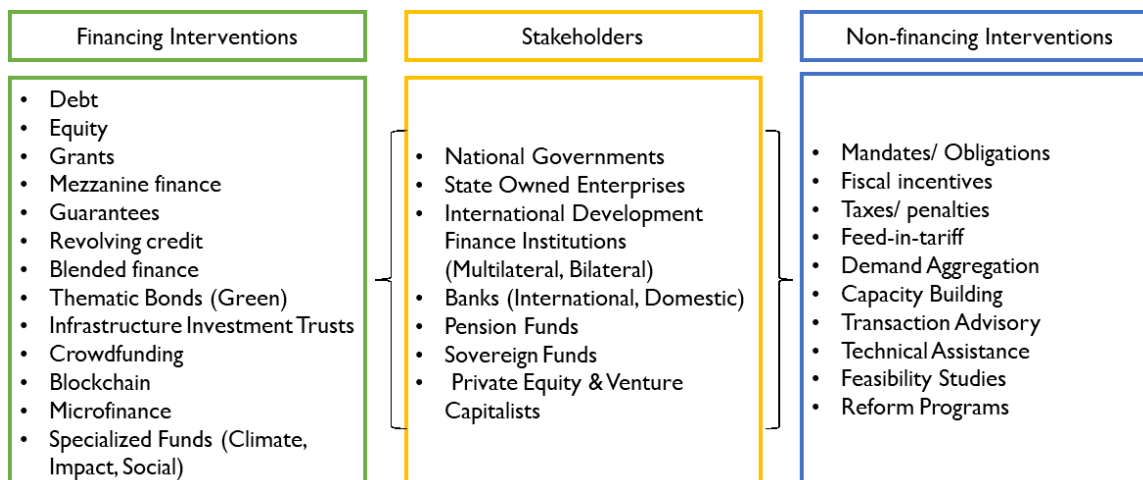 Financing Interventions
Stakeholders
Non-financing Interventions
• Debt
• Equity
• Grants
• Mezzanine finance
• Guarantees
• Revolving credit
• Blended finance
• Thematic Bonds (Green)
• Infrastructure Investment Trusts
• Crowdfunding
• Blockchain
• Microfinance
• Specialized Funds (Climate,
Impact, Social)
• National Governments
• State Owned Enterprises
• International Development
Finance Institutions
(Multilateral, Bilateral)
• Banks (International, Domestic)
• Pension Funds
• Sovereign Funds
• Private Equity & Venture
Capitalists
• Mandates/ Obligations
• Fiscal incentives
• Taxes/ penalties
• Feed-in-tariff
• Demand Aggregation
• Capacity Building
• Transaction Advisory
• Technical Assistance
• Feasibility Studies
• Reform Programs